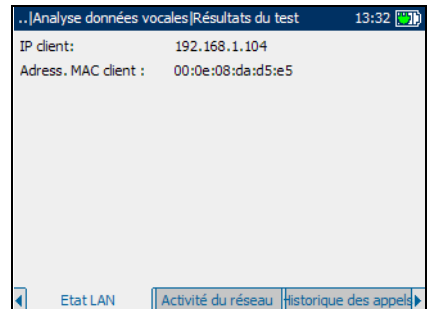 ..|Analyse données vocales|Résultats du test 13:32
IP client: 192.168.1.104
Adress. MAC client : 00:0e:08:da:d5:e5
Etat LAN Activité du réseau Historique des appels